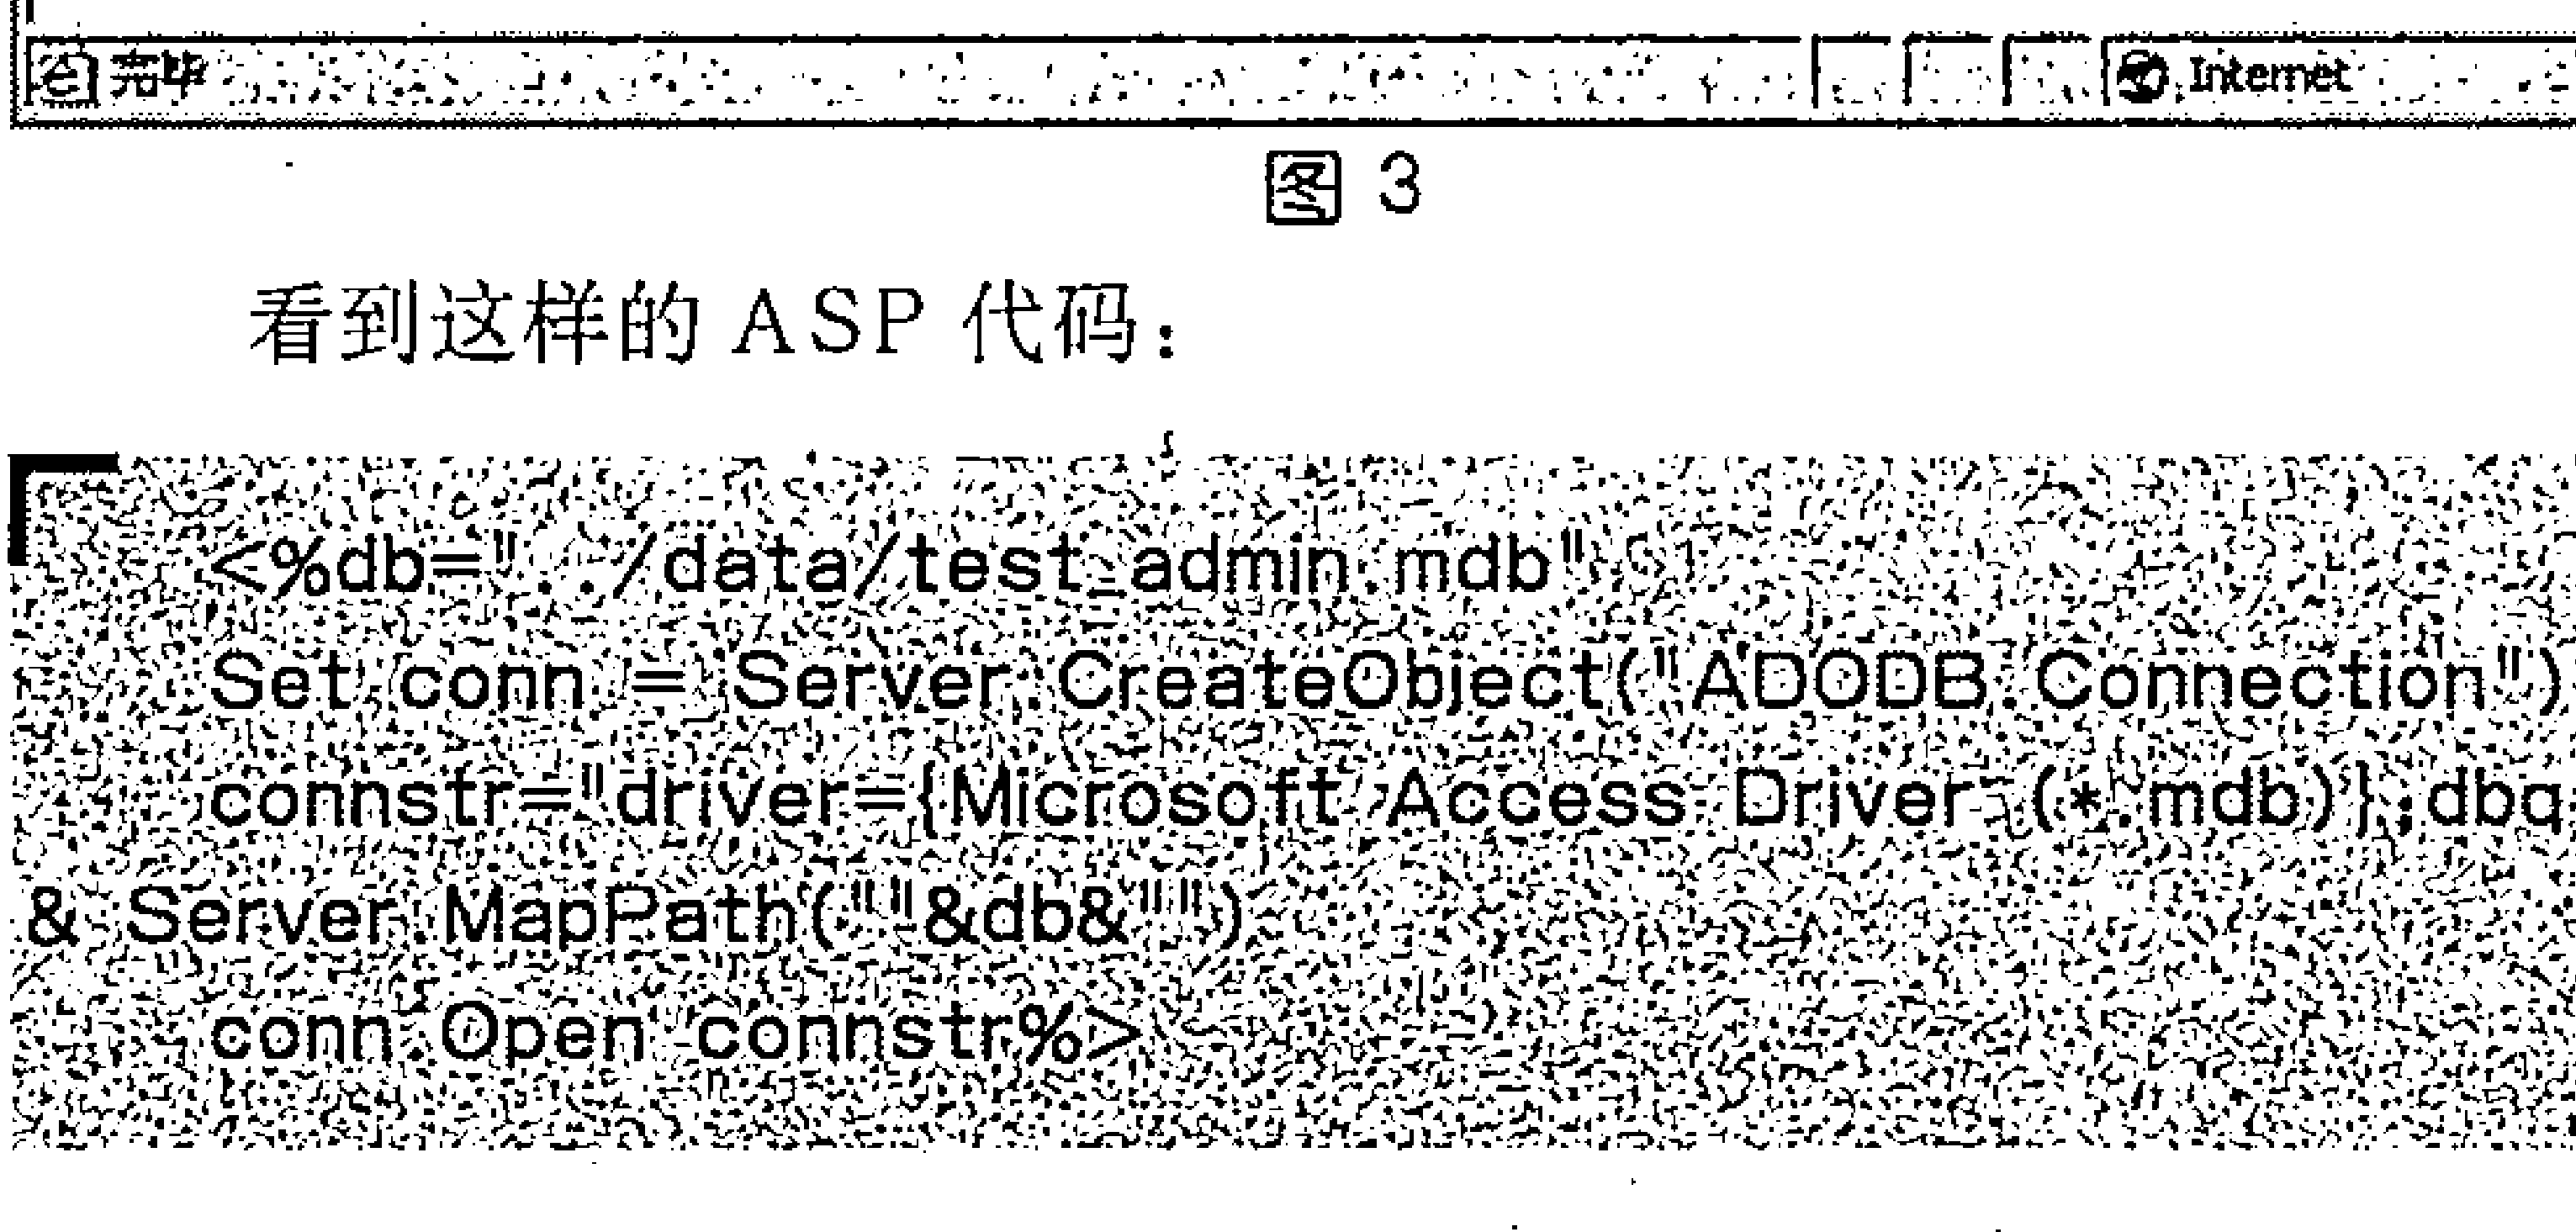 完毕 Internet
图 3
看到这样的 ASP 代码：
<%db="../data/test_admin.mdb"
Set conn = Server.CreateObject("ADODB.Connection")
connstr="driver={Microsoft Access Driver (*.mdb)};dbq
& Server.MapPath(""&db&"")
conn.Open connstr%>